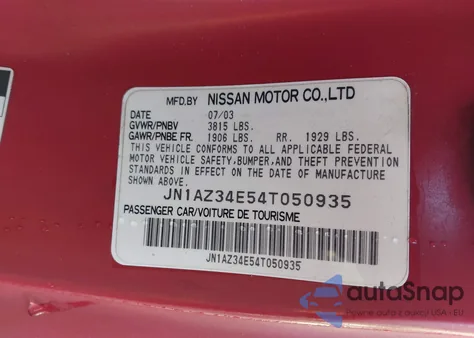 MFD.BY NISSAN MOTOR CO.,LTD
DATE 07/03
GVWR/PNBV 3815 LBS.
GAWR/PNBE FR. 1906 LBS. RR. 1929 LBS.
THIS VEHICLE CONFORMS TO ALL APPLICABLE FEDERAL
MOTOR VEHICLE SAFETY,BUMPER,AND THEFT PREVENTION
STANDARDS IN EFFECT ON THE DATE OF MANUFACTURE
SHOWN ABOVE.
JN1AZ34E54T050935
PASSENGER CAR/VOITURE DE TOURISME
JN1AZ34E54T050935
autoSnap
USA - EU